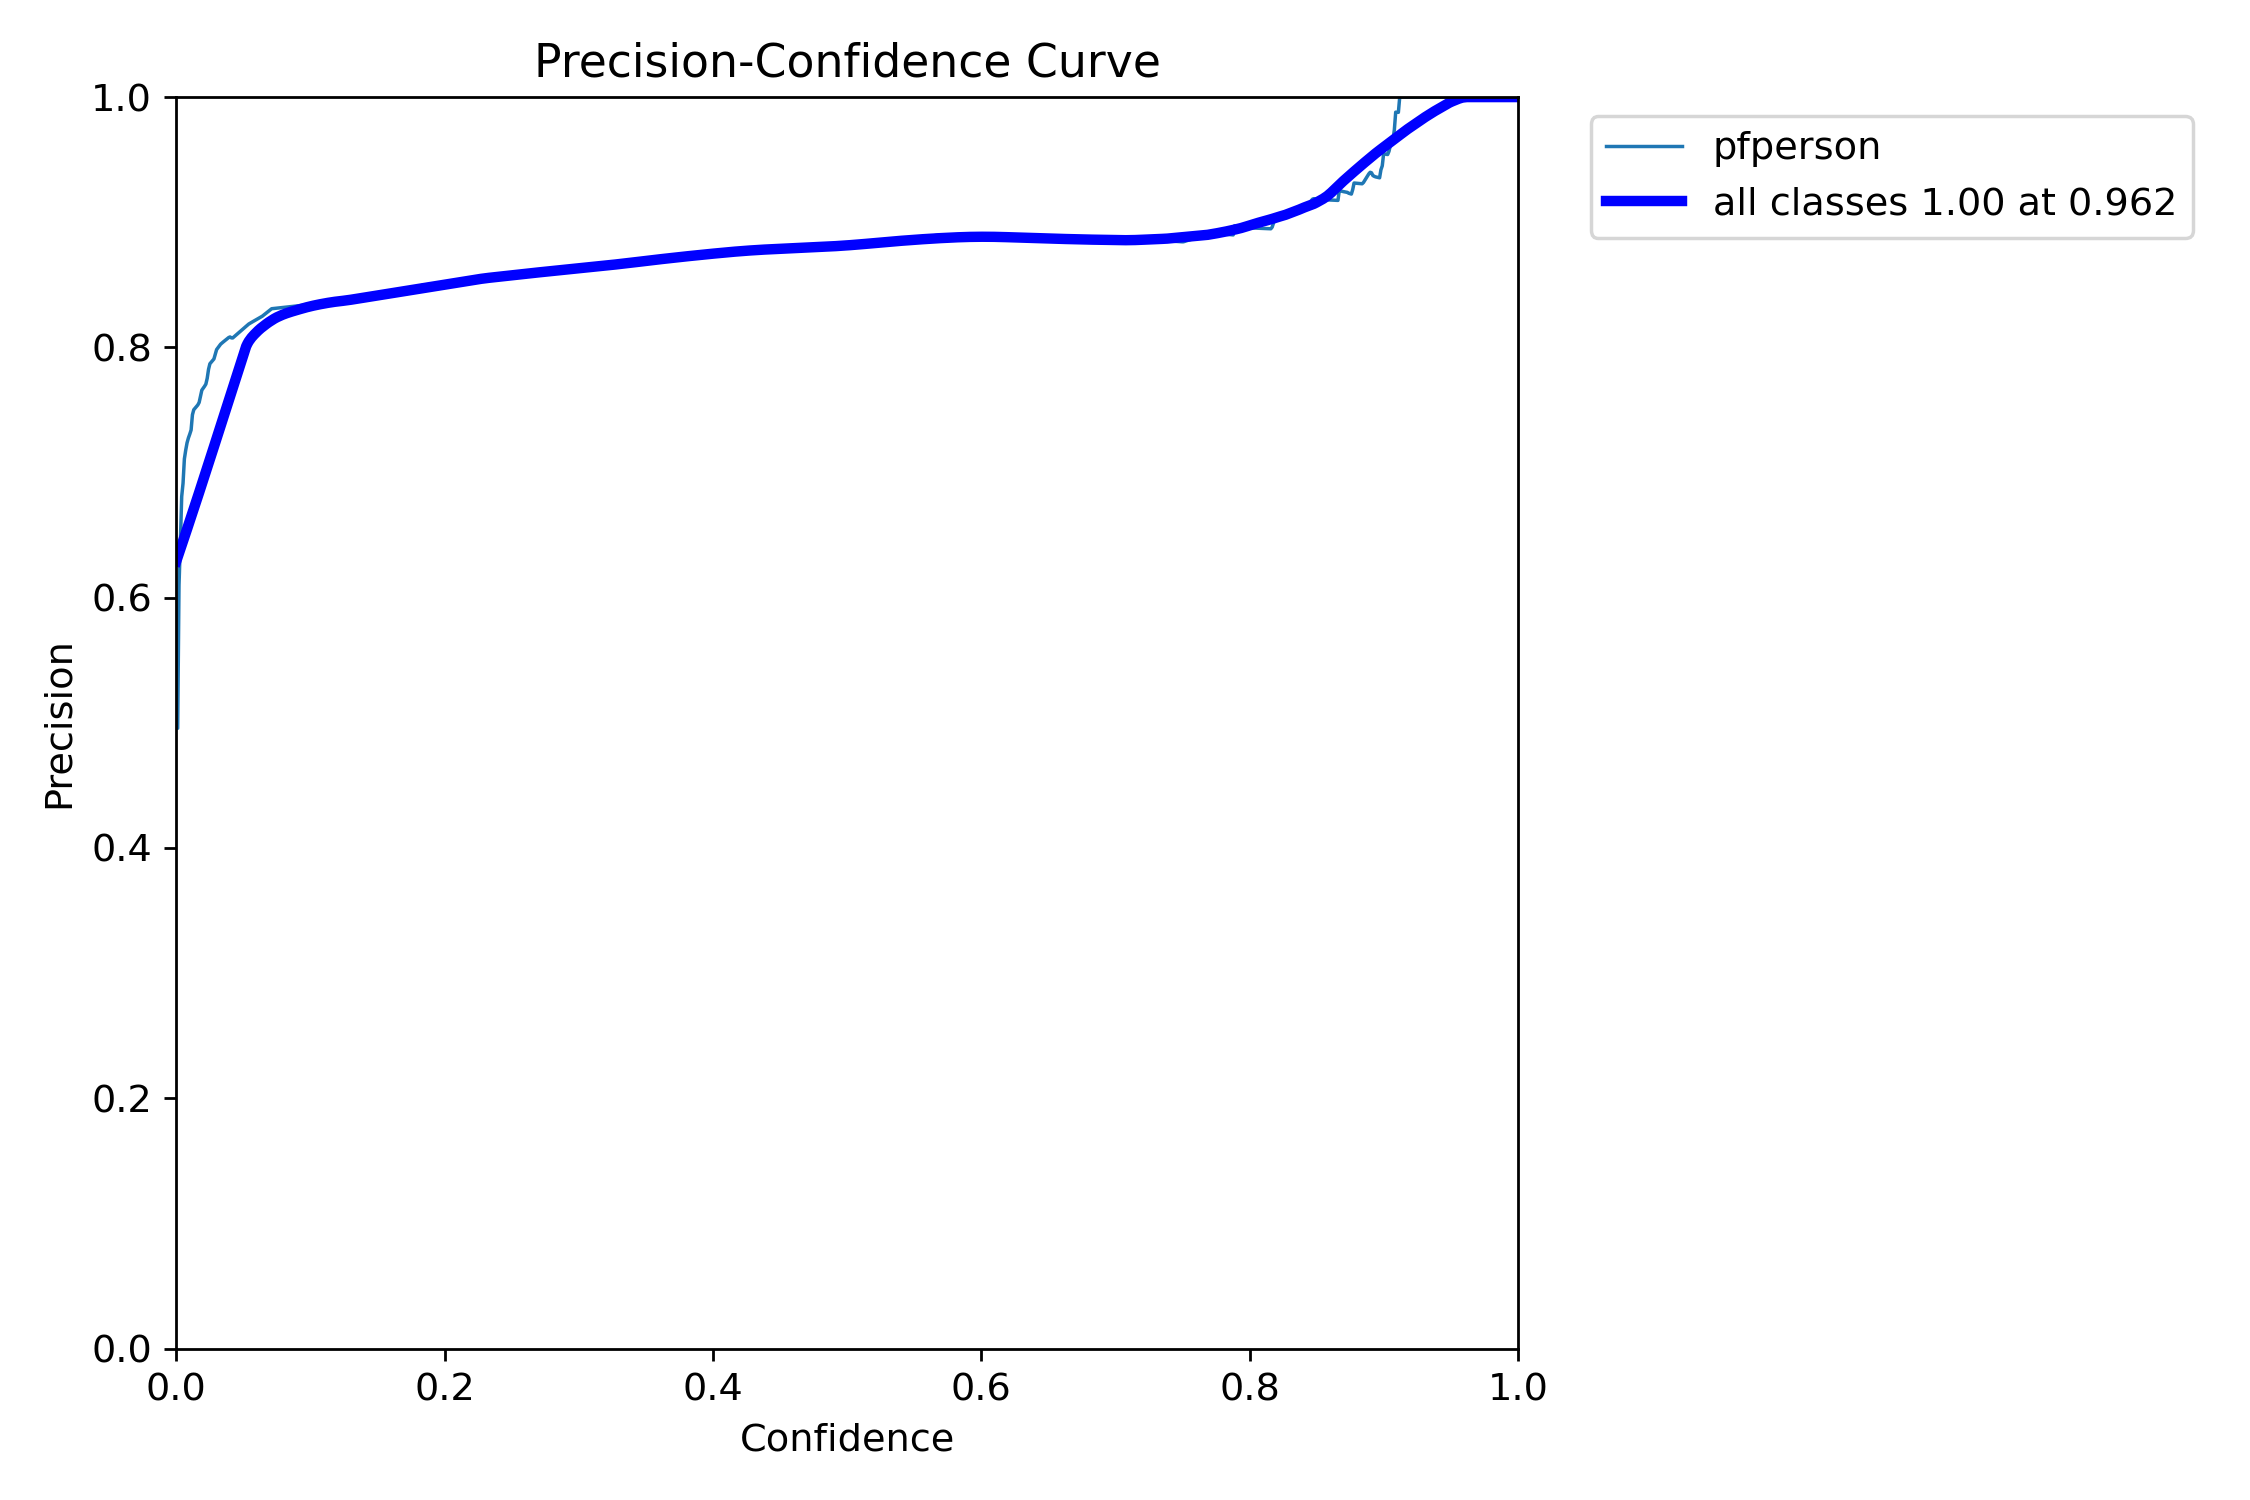 Precision-Confidence Curve
1.0
0.8
0.6
0.4
0.2
0.0
Precision
0.0 0.2 0.4 0.6 0.8 1.0
Confidence
pfperson
all classes 1.00 at 0.962